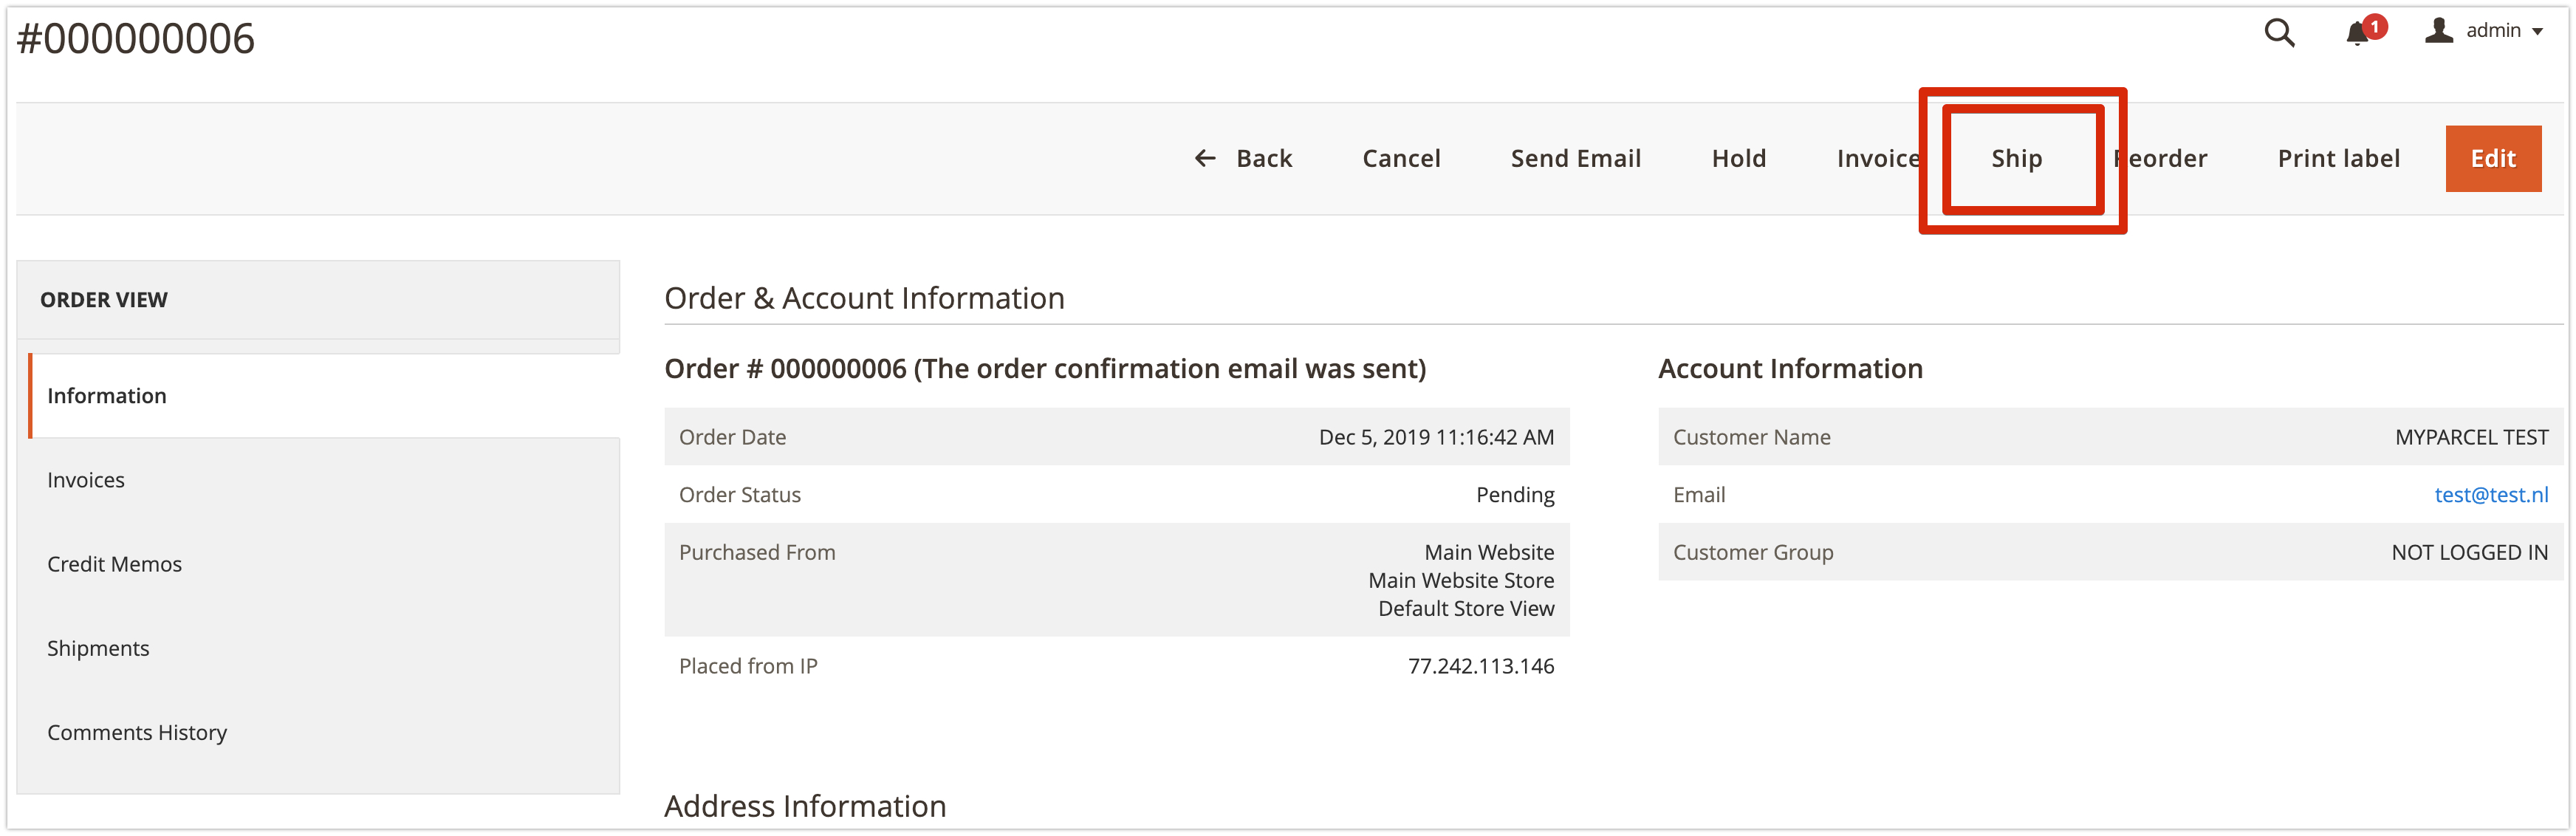 #000000006
1
admin
Back Cancel Send Email Hold Invoice Ship Reorder Print label Edit
ORDER VIEW
Information
Invoices
Credit Memos
Shipments
Comments History
Order & Account Information
Order # 000000006 (The order confirmation email was sent)
Order Date Dec 5, 2019 11:16:42 AM
Order Status Pending
Purchased From Main Website
Main Website Store
Default Store View
Placed from IP 77.242.113.146
Account Information
Customer Name MYPARCEL TEST
Email test@test.nl
Customer Group NOT LOGGED IN
Address Information